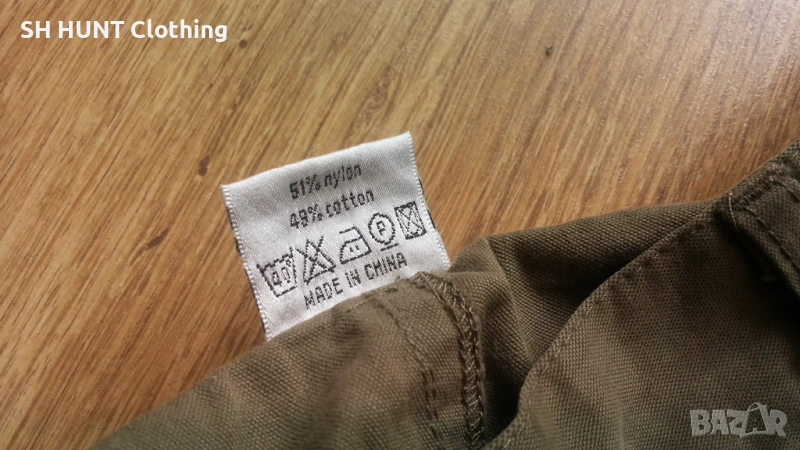 SH HUNT Clothing
51% nylon
49% cotton
40 P
MADE IN CHINA
BAZAR